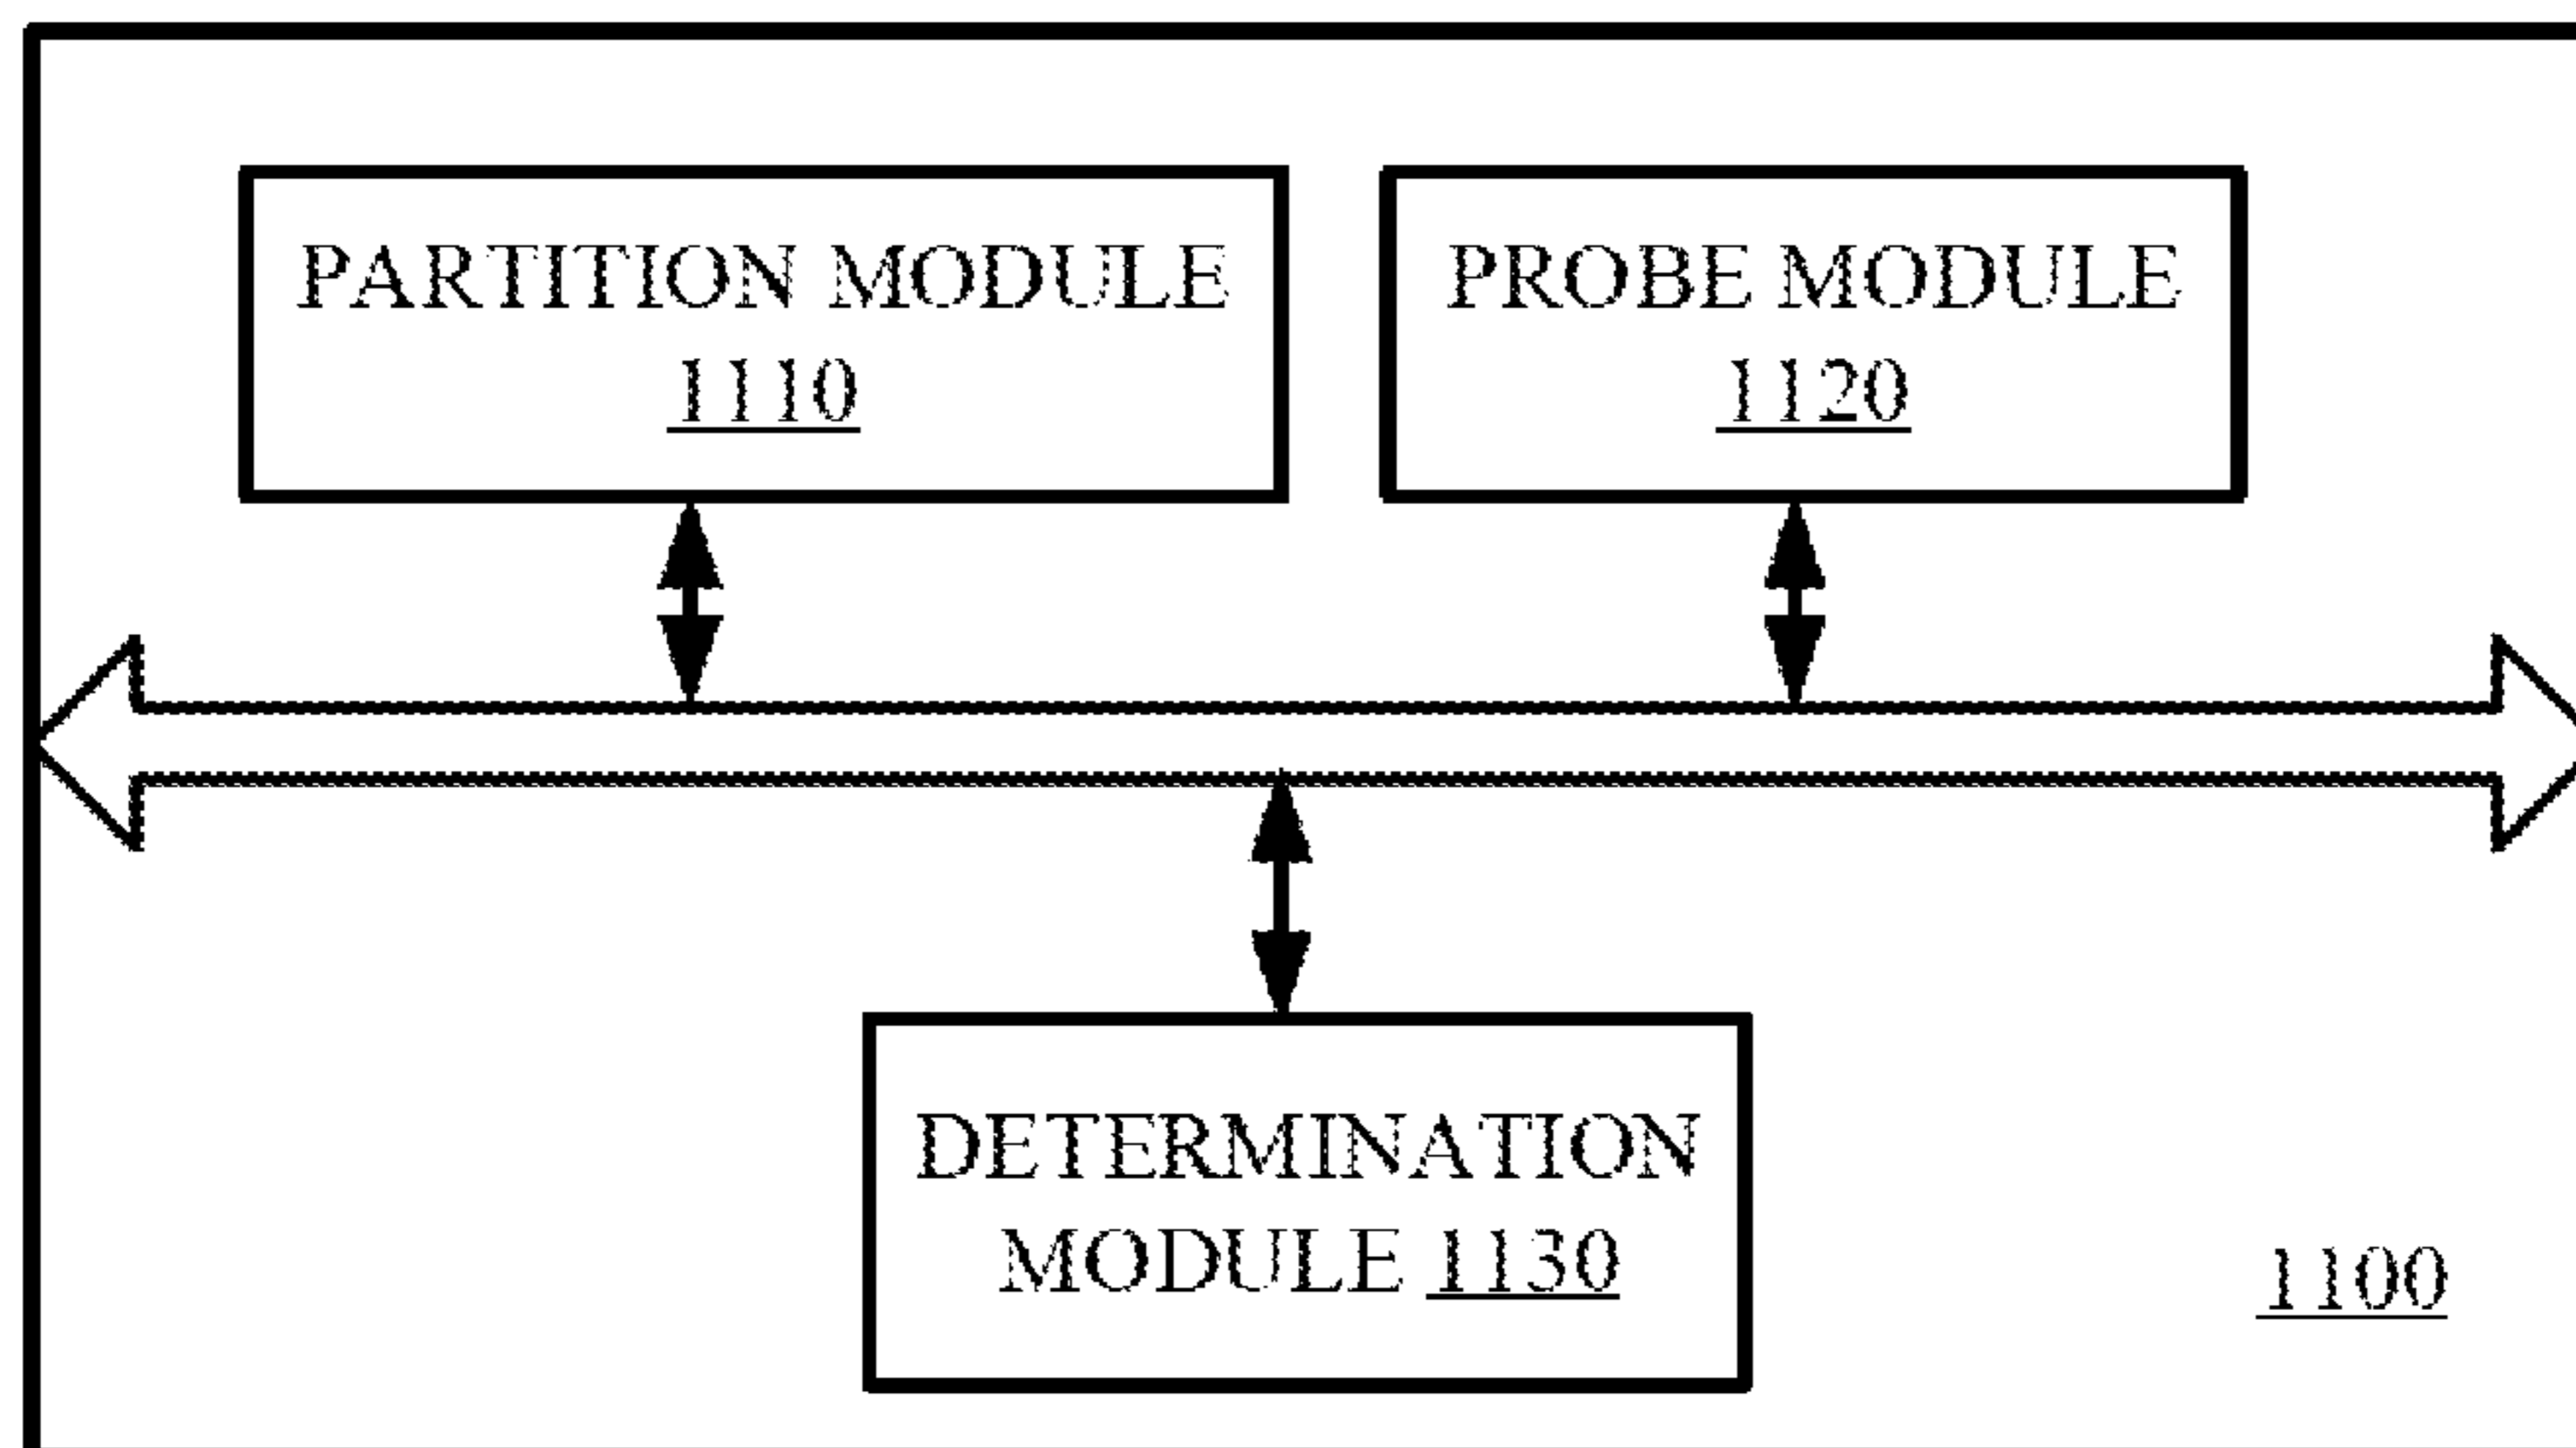 PARTITION MODULE
1110
PROBE MODULE
1120
DETERMINATION
MODULE 1130
1100